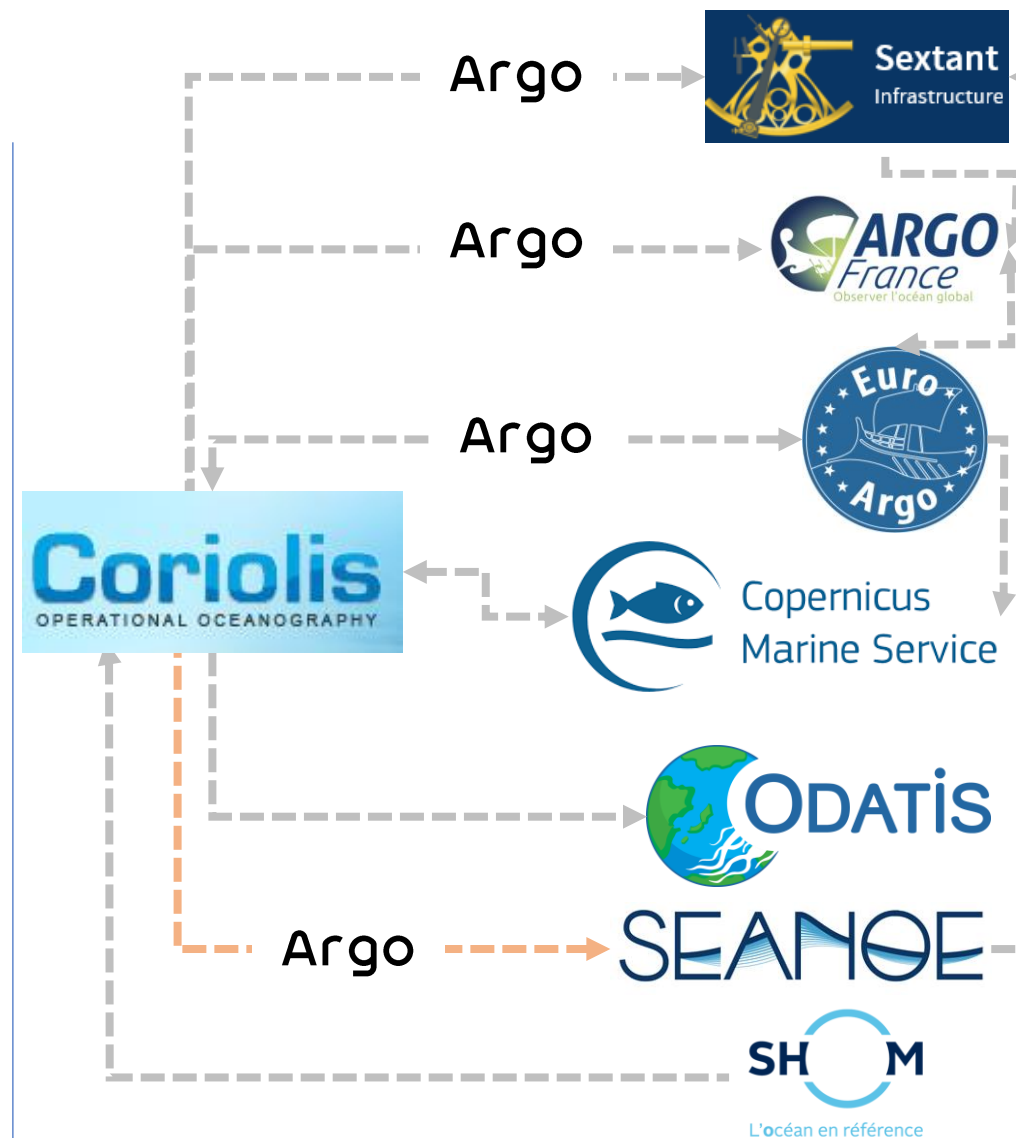 Argo
Sextant
Infrastructure
Argo
ARGO
France
Observer l'océan global
Argo
Euro
Argo
Coriolis
OPERATIONAL OCEANOGRAPHY
Copernicus
Marine Service
ODATiS
Argo
SEANOE
SHOM
L'océan en référence